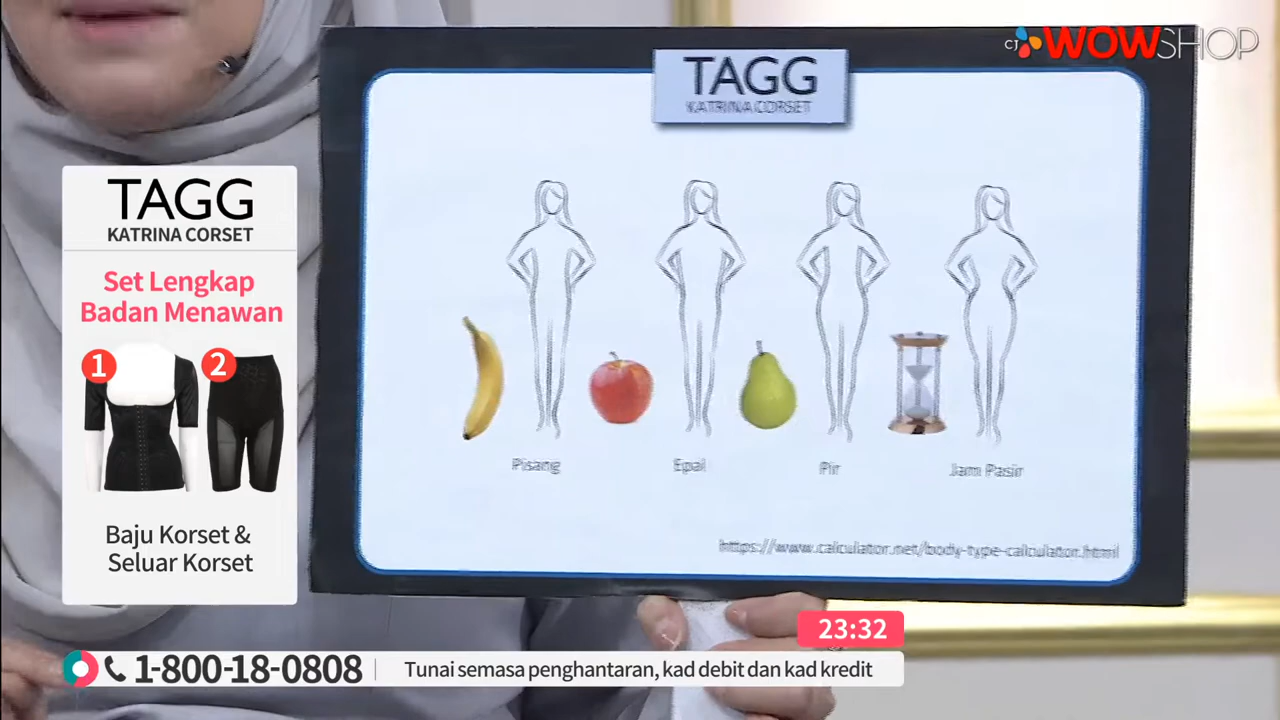 CJ WOWSHOP
TAGG
KATRINA CORSET
Pisang
Epal
Pir
Jam Pasir
https://www.calculator.net/body-type-calculator.html
TAGG
KATRINA CORSET
Set Lengkap
Badan Menawan
1
2
Baju Korset &
Seluar Korset
23:32
1-800-18-0808
Tunai semasa penghantaran, kad debit dan kad kredit